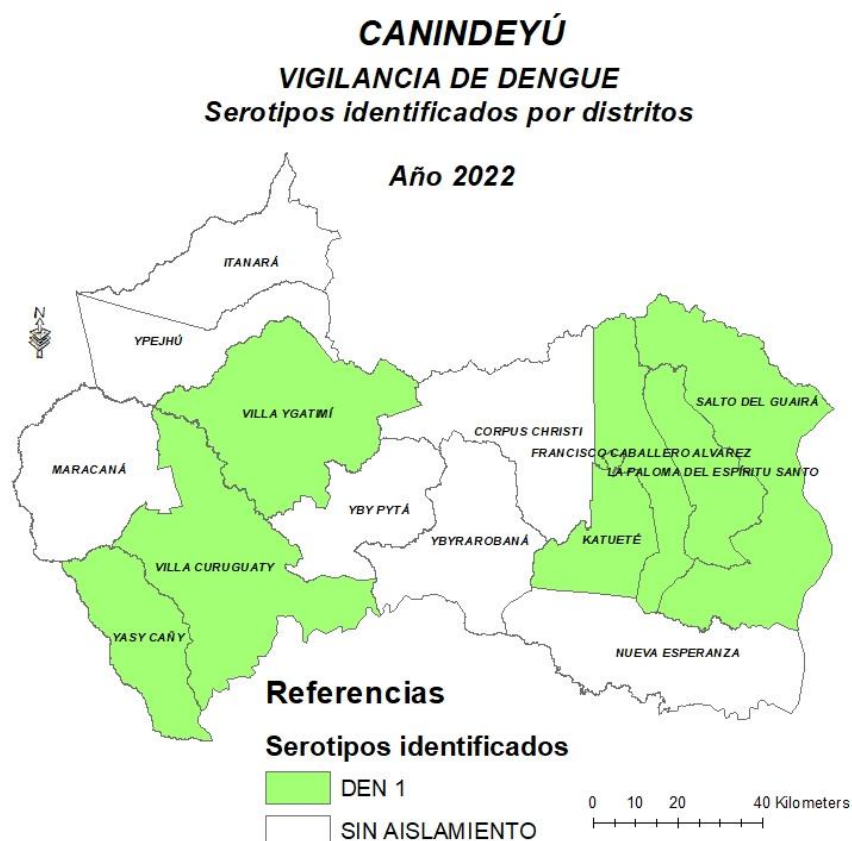 CANINDEYÚ
VIGILANCIA DE DENGUE
Serotipos identificados por distritos
Año 2022
ITANARÁ
N
YPEJHÚ
VILLA YGATIMÍ
SALTO DEL GUAIRÁ
CORPUS CHRISTI
FRANCISCO CABALLERO ALVAREZ
MARACANÁ
LA PALOMA DEL ESPÍRITU SANTO
YBY PYTÁ
YBYRAROBANÁ
KATUETÉ
VILLA CURUGUATY
YASY CAÑY
NUEVA ESPERANZA
Referencias
Serotipos identificados
DEN 1
0 10 20 40 Kilometers
SIN AISLAMIENTO